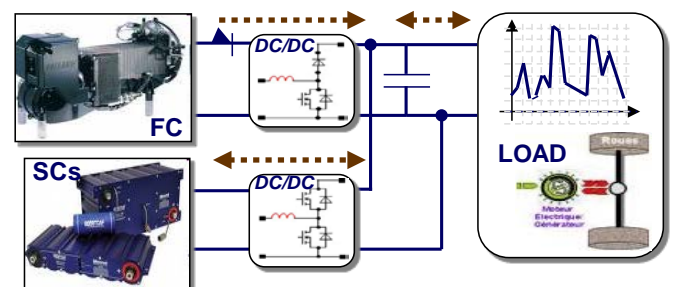 DC/DC
FC
SCs
DC/DC
LOAD
Roues
Moteur
Electrique/
Générateur